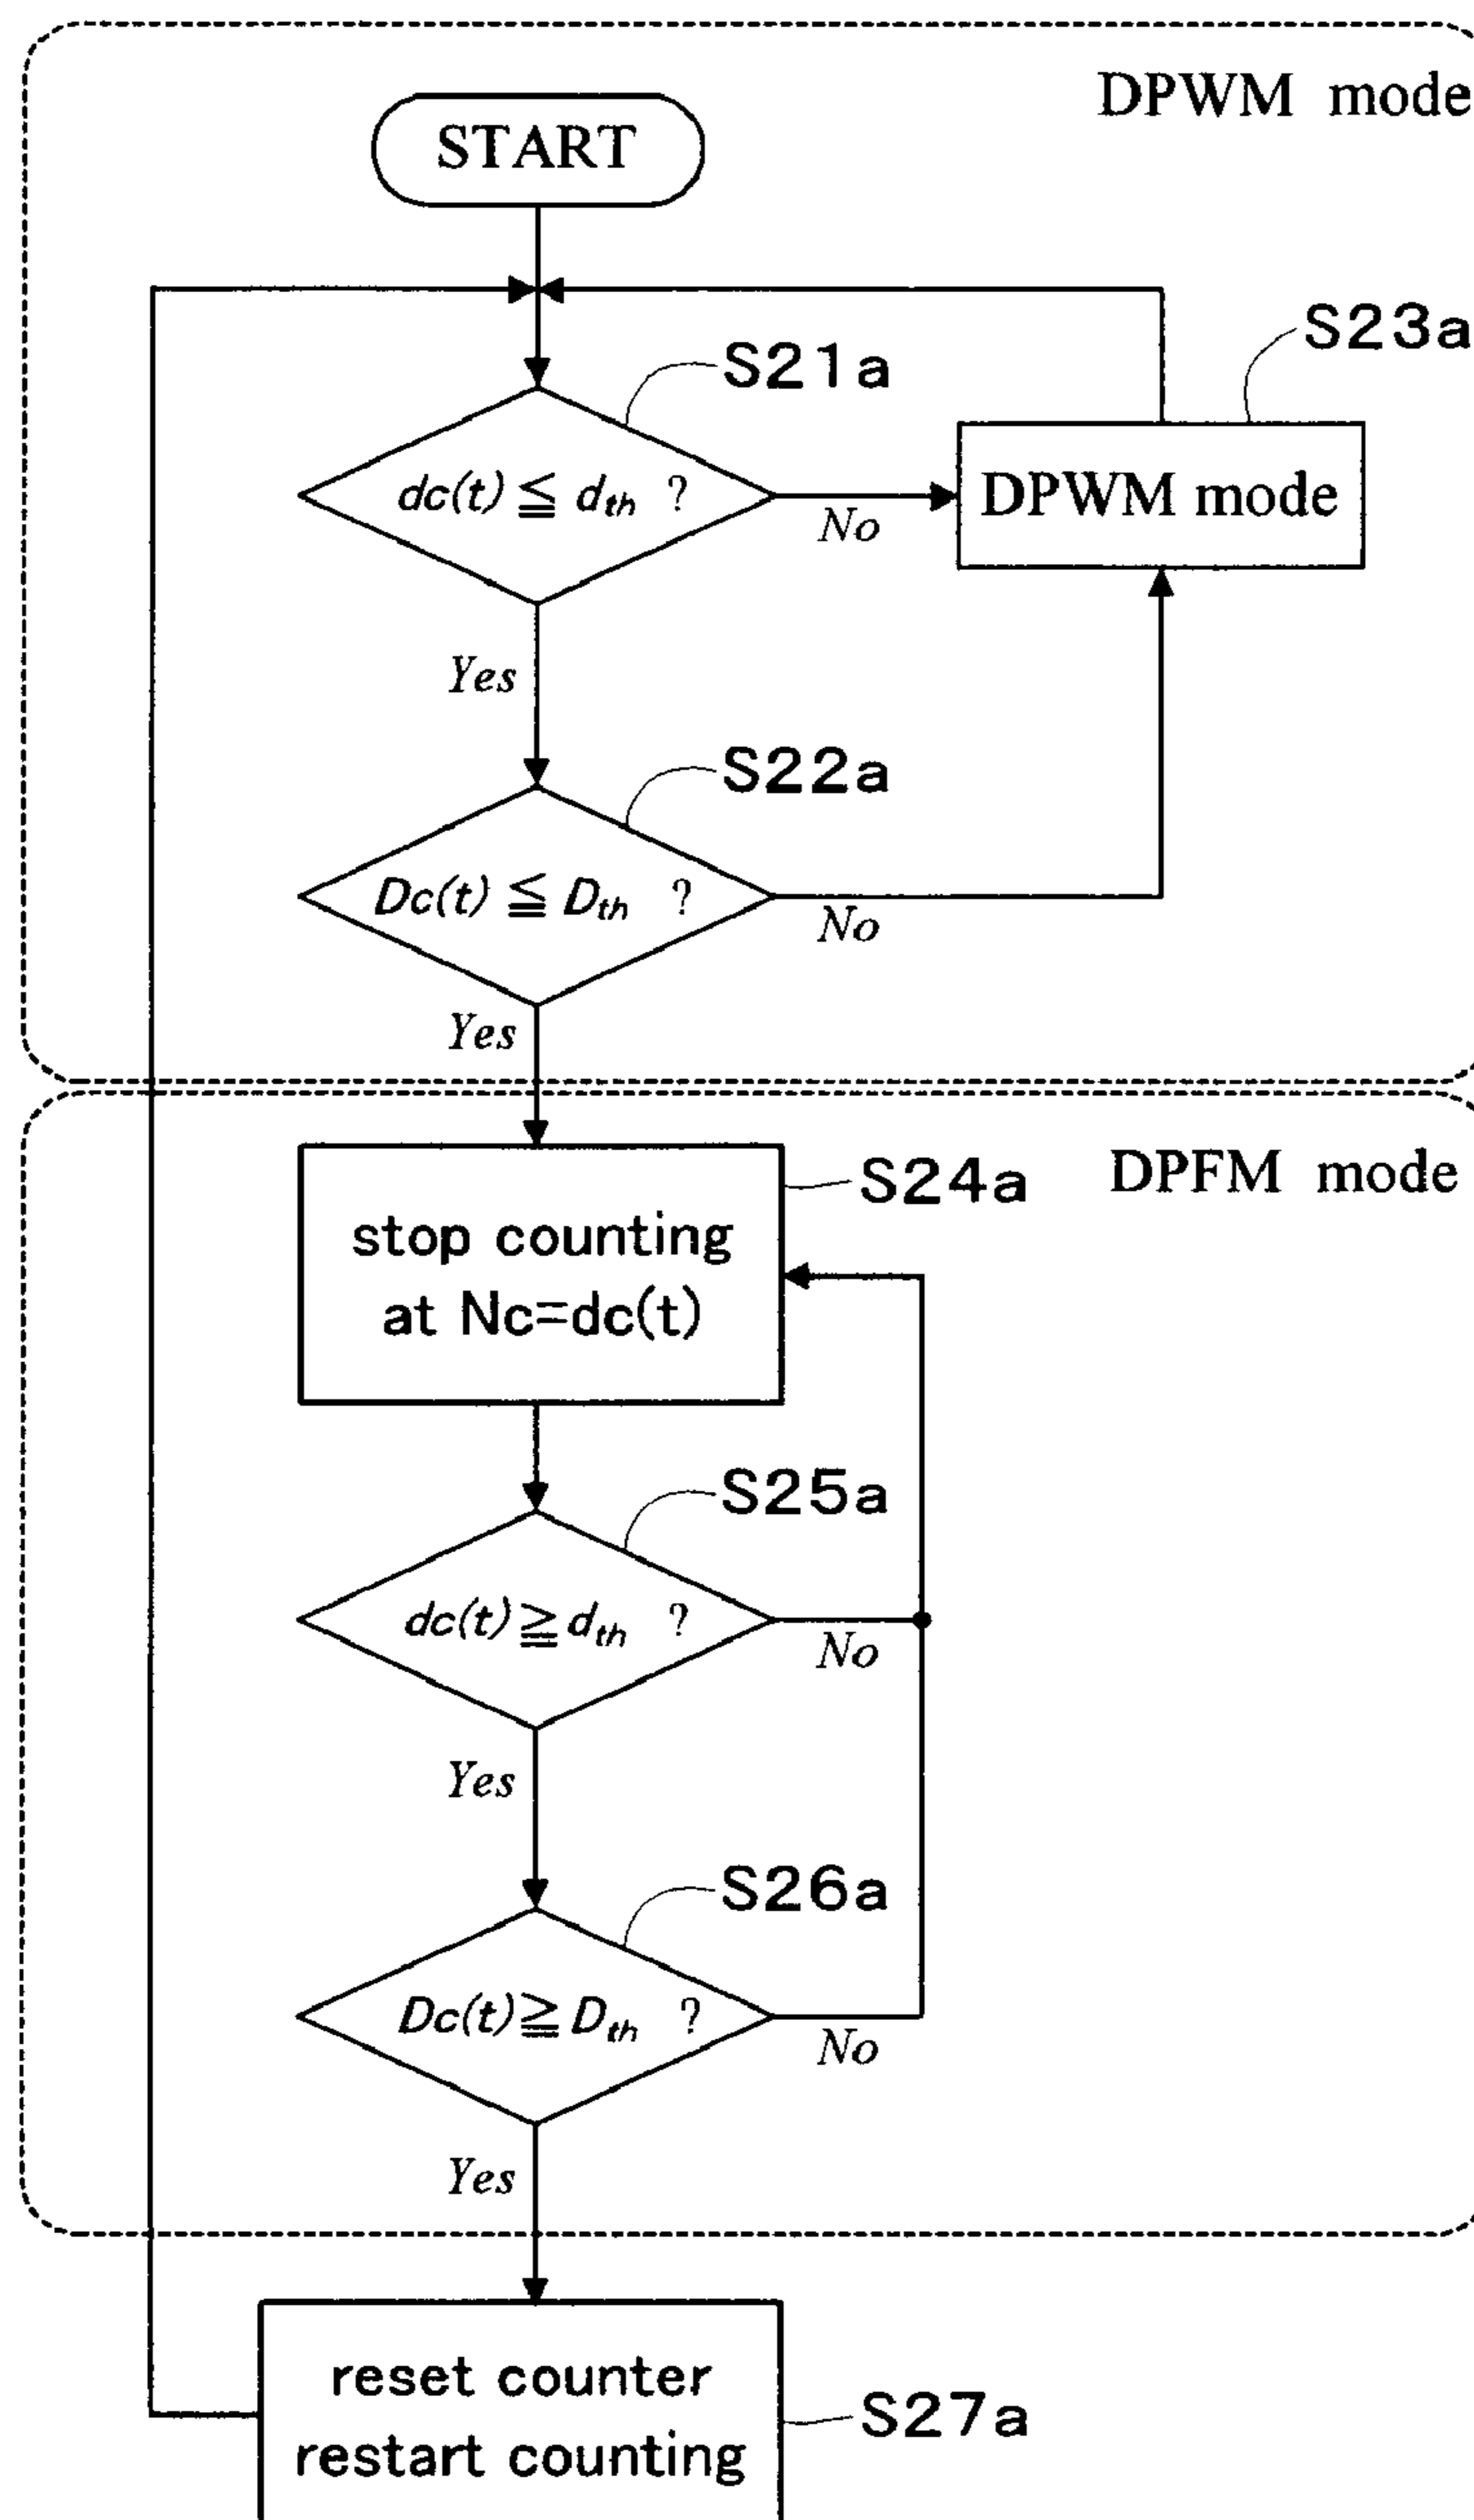 DPWM mode
START
S23a
S21a
dc(t) ≦ dth ?
No
DPWM mode
Yes
S22a
Dc(t) ≦ Dth ?
No
Yes
S24a
DPFM mode
stop counting
at Nc=dc(t)
S25a
dc(t) ≧ dth ?
No
Yes
S26a
Dc(t) ≧ Dth ?
No
Yes
reset counter
restart counting
S27a